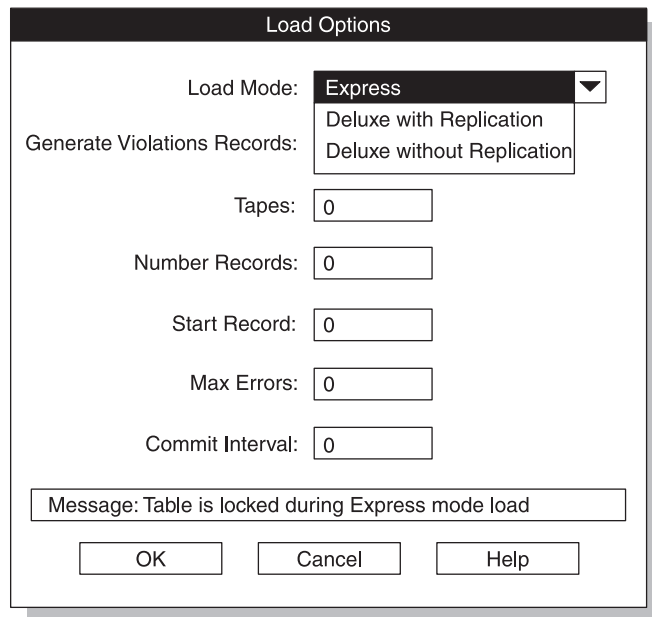 Load Options
Load Mode: Express
Deluxe with Replication
Generate Violations Records: Deluxe without Replication
Tapes: 0
Number Records: 0
Start Record: 0
Max Errors: 0
Commit Interval: 0
Message: Table is locked during Express mode load
OK Cancel Help